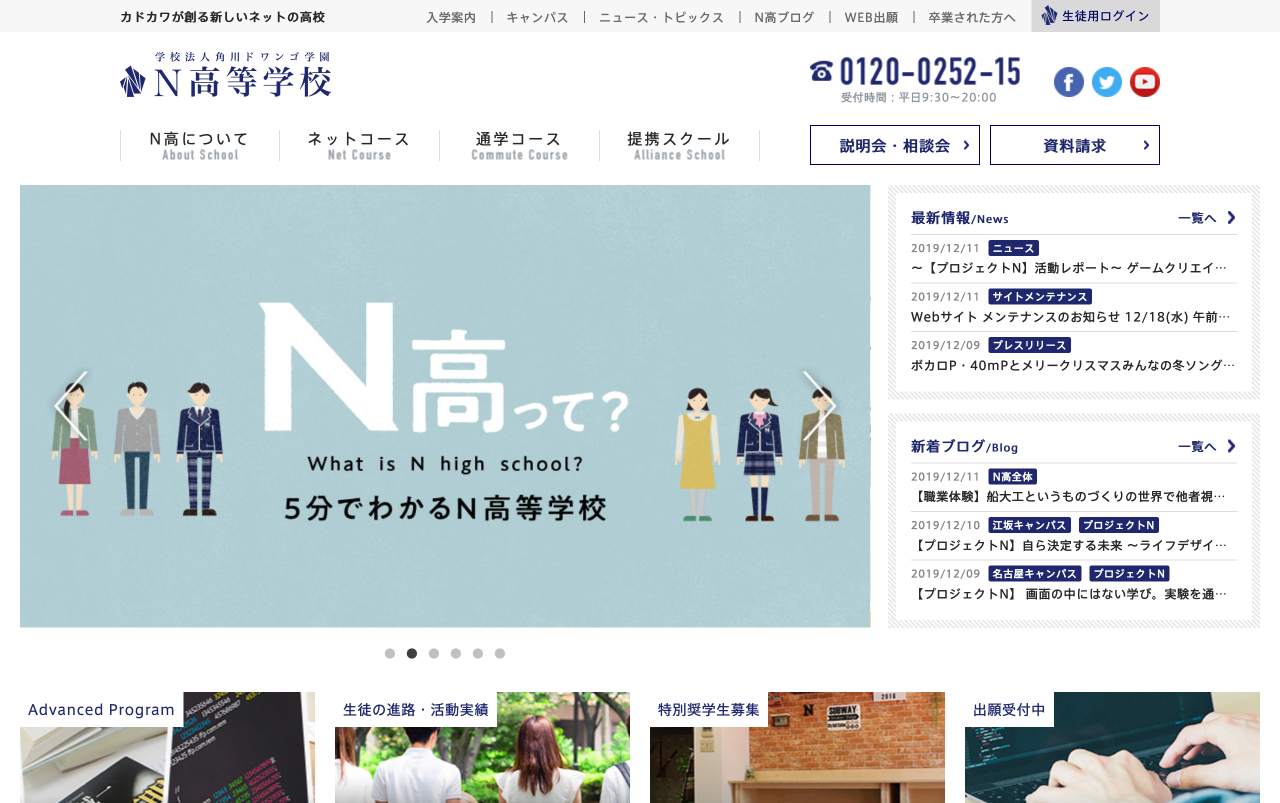 カドカワが創る新しいネットの高校
入学案内 | キャンパス | ニュース・トピックス | N高ブログ | WEB出願 | 卒業された方へ
生徒用ログイン
学校法人角川ドワンゴ学園
N高等学校
0120-0252-15
受付時間：平日9:30〜20:00
N高について
About School
ネットコース
Net Course
通学コース
Commute Course
提携スクール
Alliance School
説明会・相談会
資料請求
N高って?
What is N high school?
5分でわかるN高等学校
最新情報/News
一覧へ
2019/12/11 ニュース
〜【プロジェクトN】活動レポート〜 ゲームクリエイ…
2019/12/11 サイトメンテナンス
Webサイト メンテナンスのお知らせ 12/18(水) 午前…
2019/12/09 プレスリリース
ボカロP・40mPとメリークリスマスみんなの冬ソング…
新着ブログ/Blog
一覧へ
2019/12/11 N高全体
【職業体験】船大工というものづくりの世界で他者視…
2019/12/10 江坂キャンパス プロジェクトN
【プロジェクトN】自ら決定する未来 〜ライフデザイ…
2019/12/09 名古屋キャンパス プロジェクトN
【プロジェクトN】 画面の中にはない学び。実験を通…
Advanced Program
生徒の進路・活動実績
特別奨学生募集
N
SUBWAY
出願受付中